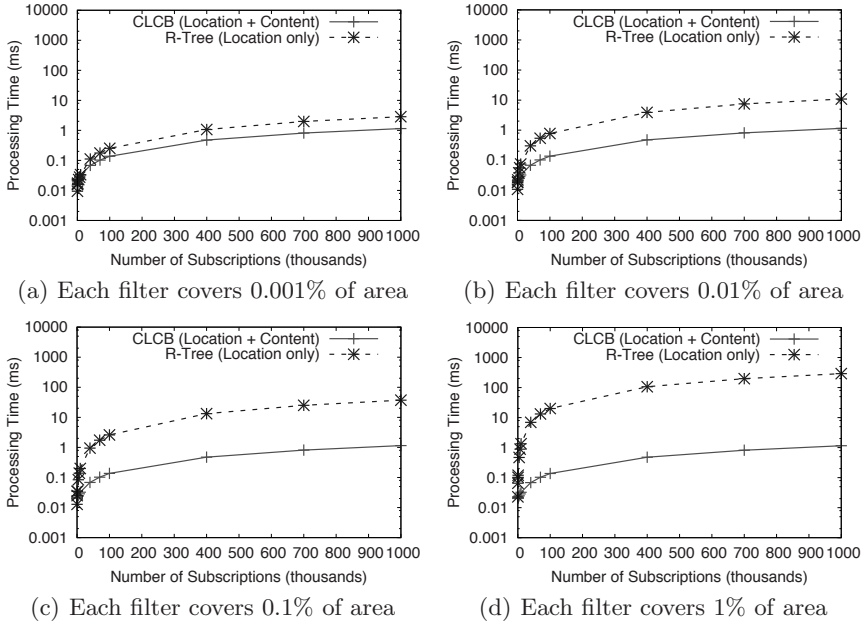 CLCB (Location + Content)
R-Tree (Location only)
Processing Time (ms)
10000
1000
100
10
1
0.1
0.01
0.001
0 100 200 300 400 500 600 700 800 900 1000
Number of Subscriptions (thousands)
(a) Each filter covers 0.001% of area
CLCB (Location + Content)
R-Tree (Location only)
Processing Time (ms)
10000
1000
100
10
1
0.1
0.01
0.001
0 100 200 300 400 500 600 700 800 900 1000
Number of Subscriptions (thousands)
(b) Each filter covers 0.01% of area
CLCB (Location + Content)
R-Tree (Location only)
Processing Time (ms)
10000
1000
100
10
1
0.1
0.01
0.001
0 100 200 300 400 500 600 700 800 900 1000
Number of Subscriptions (thousands)
(c) Each filter covers 0.1% of area
CLCB (Location + Content)
R-Tree (Location only)
Processing Time (ms)
10000
1000
100
10
1
0.1
0.01
0.001
0 100 200 300 400 500 600 700 800 900 1000
Number of Subscriptions (thousands)
(d) Each filter covers 1% of area